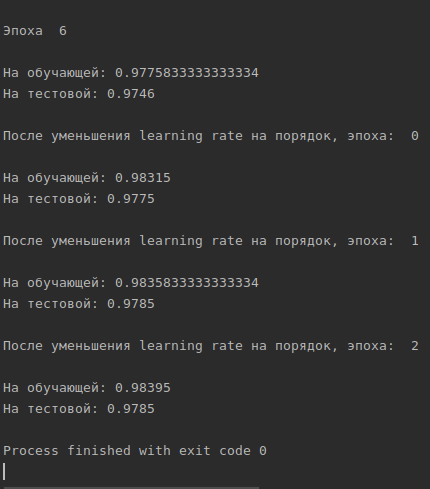 Эпоха  6
На обучающей: 0.9775833333333334
На тестовой: 0.9746
После уменьшения learning rate на порядок, эпоха:  0
На обучающей: 0.98315
На тестовой: 0.9775
После уменьшения learning rate на порядок, эпоха:  1
На обучающей: 0.9835833333333334
На тестовой: 0.9785
После уменьшения learning rate на порядок, эпоха:  2
На обучающей: 0.98395
На тестовой: 0.9785
Process finished with exit code 0